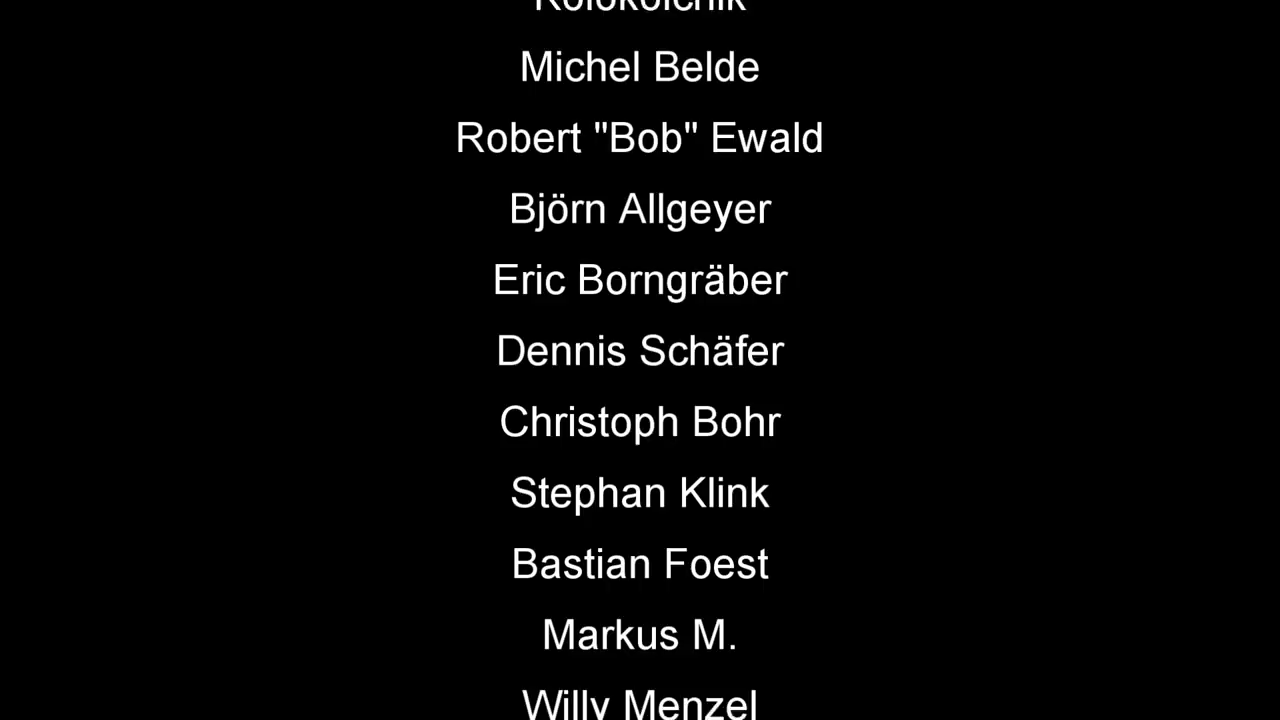 Kolokolchik
Michel Belde
Robert "Bob" Ewald
Björn Allgeyer
Eric Borngräber
Dennis Schäfer
Christoph Bohr
Stephan Klink
Bastian Foest
Markus M.
Willy Menzel